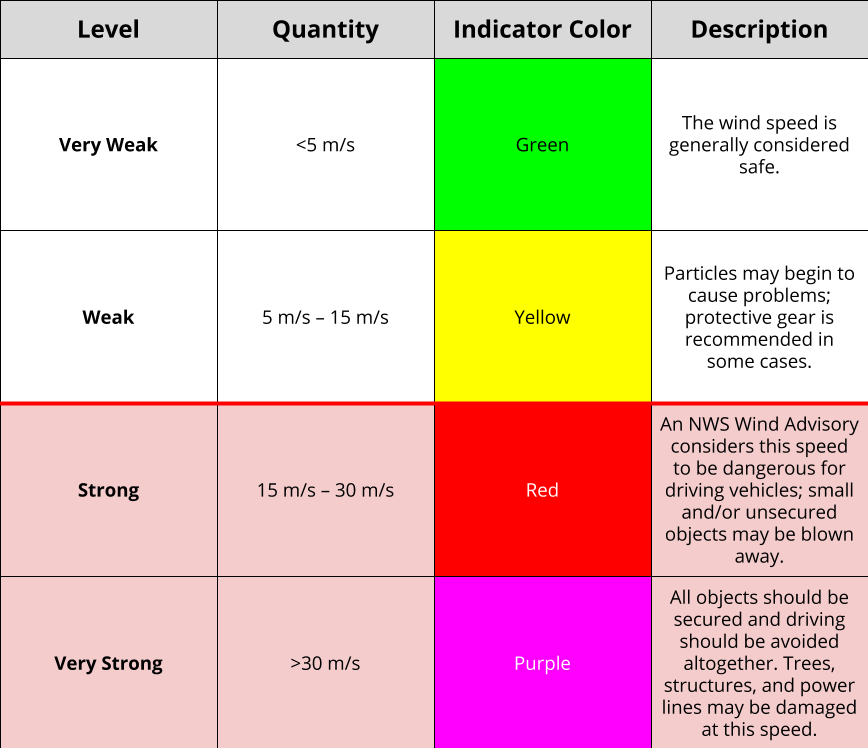 Level Quantity Indicator Color Description
Very Weak <5 m/s Green The wind speed is
generally considered
safe.
Weak 5 m/s – 15 m/s Yellow Particles may begin to
cause problems;
protective gear is
recommended in
some cases.
Strong 15 m/s – 30 m/s Red An NWS Wind Advisory
considers this speed
to be dangerous for
driving vehicles; small
and/or unsecured
objects may be blown
away.
Very Strong >30 m/s Purple All objects should be
secured and driving
should be avoided
altogether. Trees,
structures, and power
lines may be damaged
at this speed.